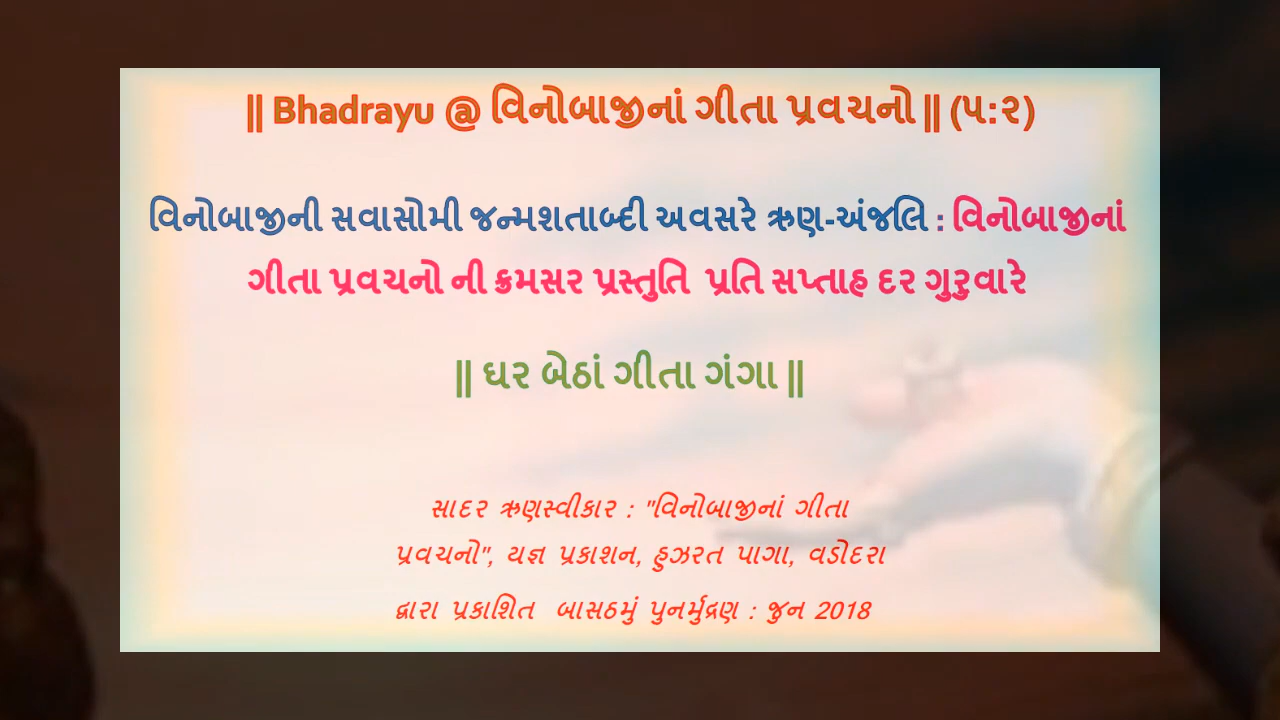 || Bhadrayu @ વિનોબાજીનાં ગીતા પ્રવચનો || (૫:૨)
વિનોબાજીની સવાસોમી જન્મશતાબ્દી અવસરે ઋણ-અંજલિ : વિનોબાજીનાં
ગીતા પ્રવચનો ની ક્રમસર પ્રસ્તુતિ પ્રતિ સપ્તાહ દર ગુરુવારે
|| ઘર બેઠાં ગીતા ગંગા ||
સાદર ઋણસ્વીકાર : "વિનોબાજીનાં ગીતા
પ્રવચનો", યજ્ઞ પ્રકાશન, હુઝરત પાગા, વડોદરા
દ્વારા પ્રકાશિત બાસઠમું પુનર્મુદ્રણ : જુન 2018